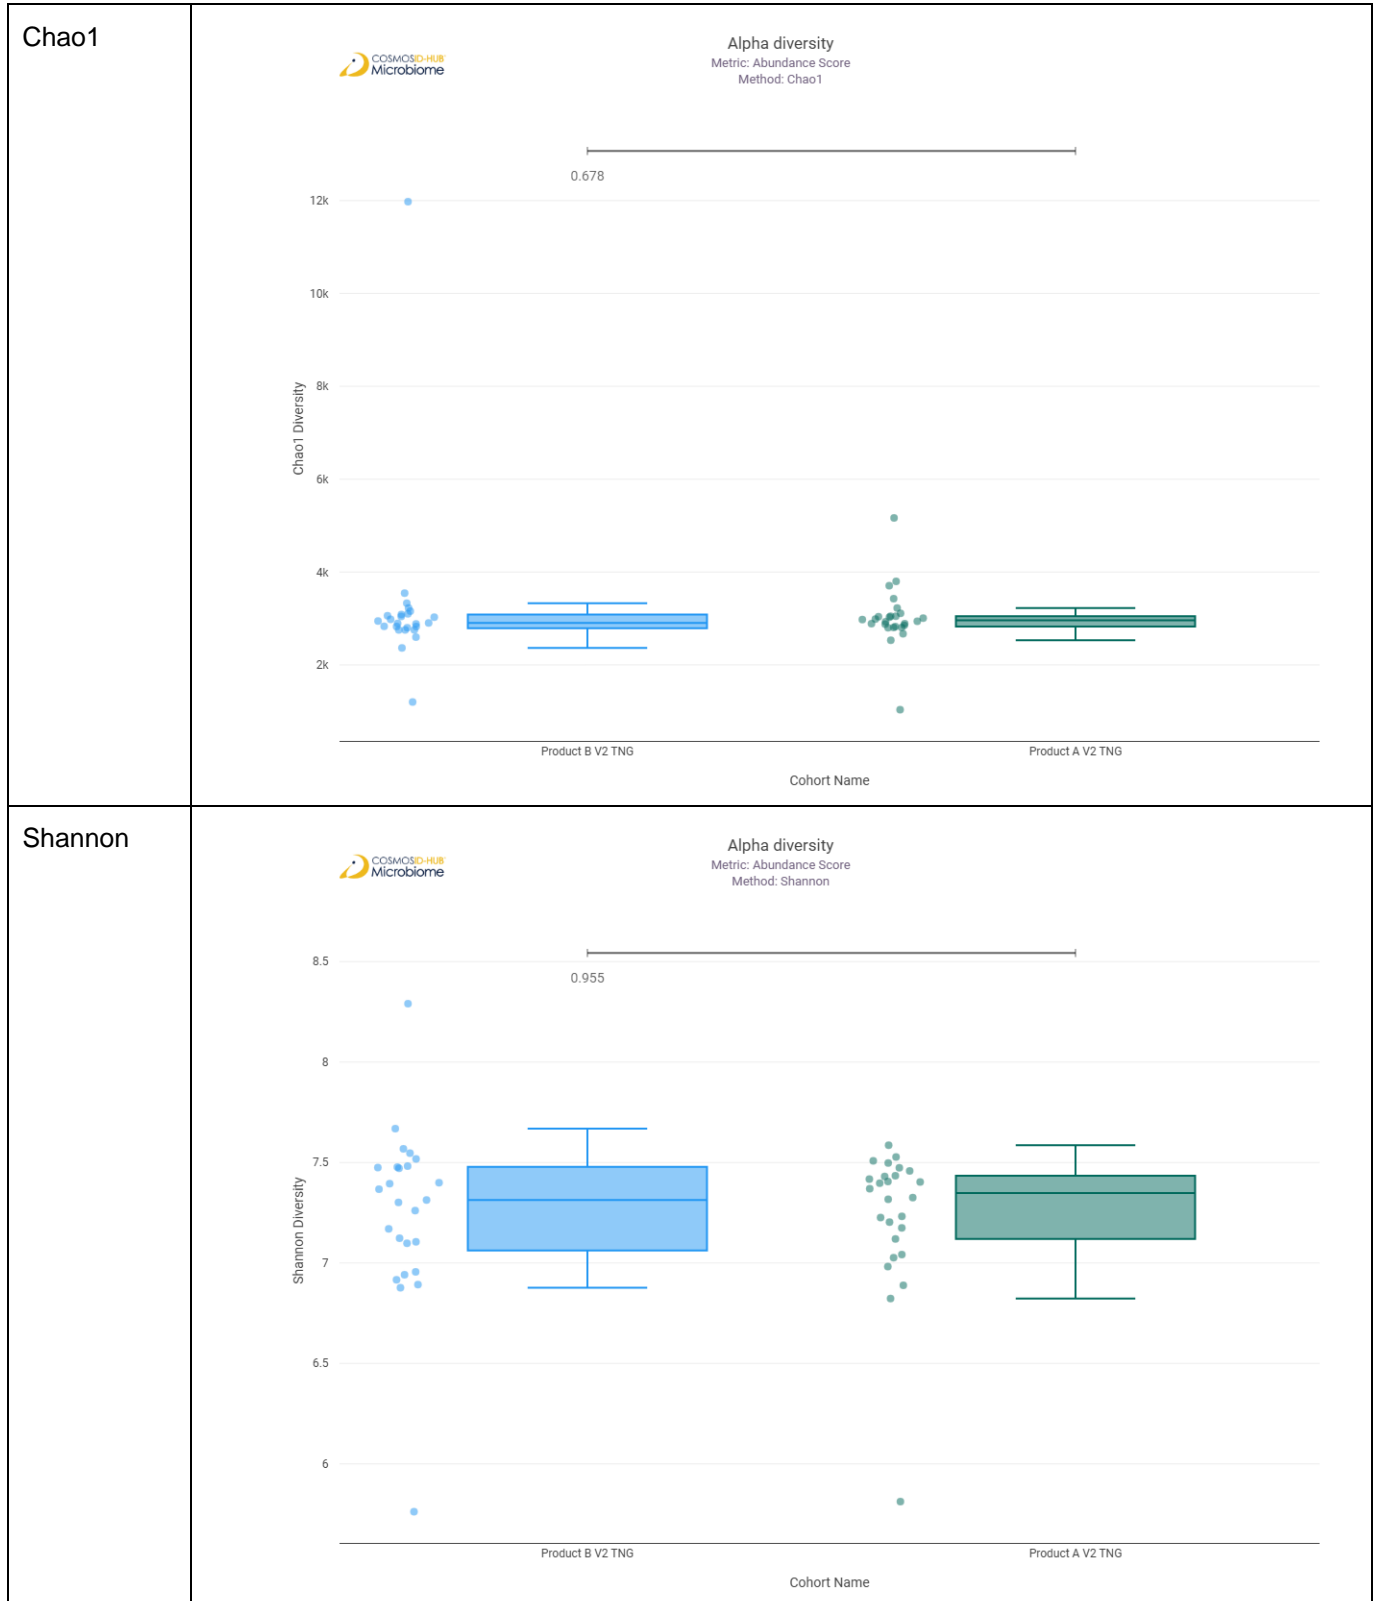 Chao1
COSMOSID-HUB
Microbiome
Alpha diversity
Metric: Abundance Score
Method: Chao1
0.678
12k
10k
8k
6k
4k
2k
Chao1 Diversity
Product B V2 TNG
Product A V2 TNG
Cohort Name
Shannon
COSMOSID-HUB
Microbiome
Alpha diversity
Metric: Abundance Score
Method: Shannon
0.955
8.5
8
7.5
7
6.5
6
Shannon Diversity
Product B V2 TNG
Product A V2 TNG
Cohort Name